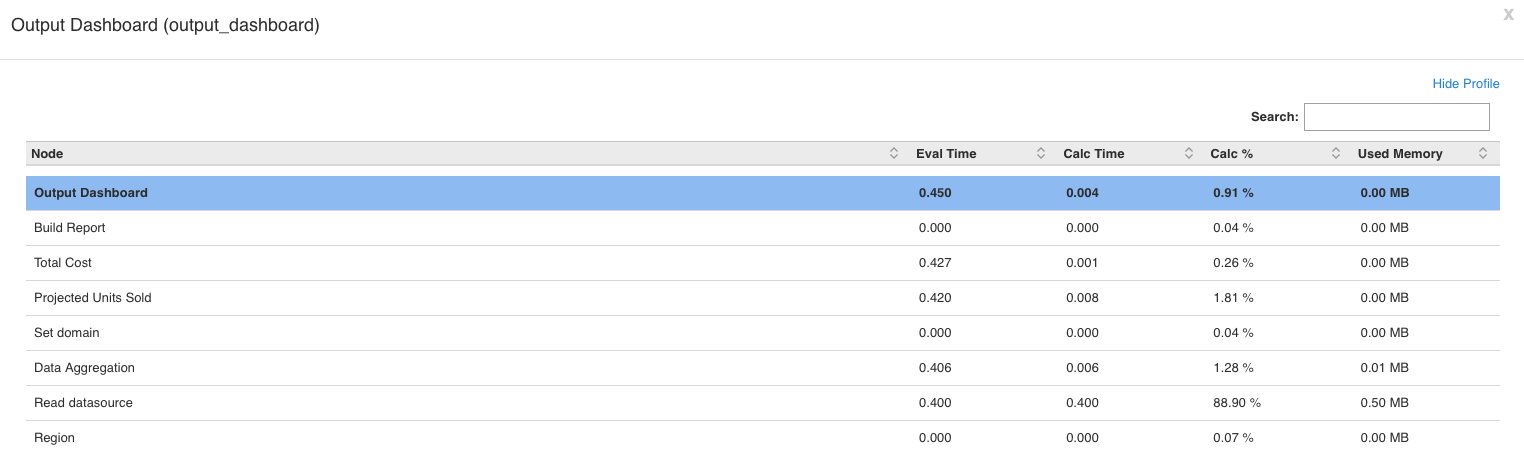 Output Dashboard (output_dashboard)
x
Hide Profile
Search:
Node Eval Time Calc Time Calc % Used Memory
Output Dashboard 0.450 0.004 0.91 % 0.00 MB
Build Report 0.000 0.000 0.04 % 0.00 MB
Total Cost 0.427 0.001 0.26 % 0.00 MB
Projected Units Sold 0.420 0.008 1.81 % 0.00 MB
Set domain 0.000 0.000 0.04 % 0.00 MB
Data Aggregation 0.406 0.006 1.28 % 0.01 MB
Read datasource 0.400 0.400 88.90 % 0.50 MB
Region 0.000 0.000 0.07 % 0.00 MB